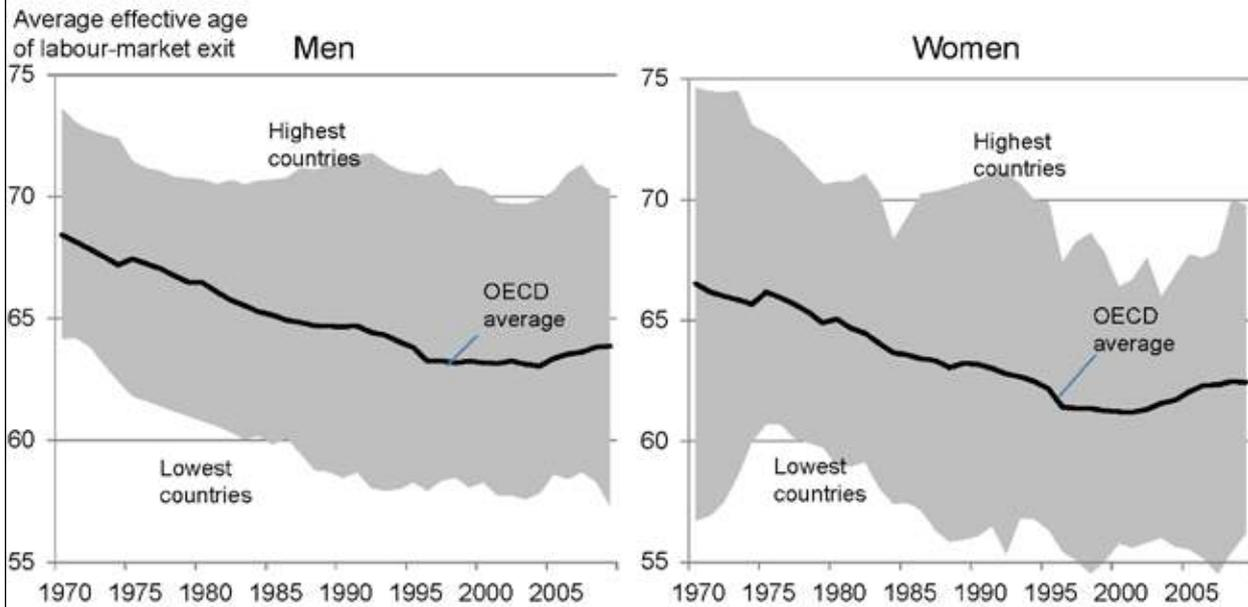 Average effective age
of labour-market exit
Men
75
Highest
countries
70
OECD
average
65
60
Lowest
countries
55
1970 1975 1980 1985 1990 1995 2000 2005
Women
75
Highest
countries
70
65
OECD
average
60
Lowest
countries
55
1970 1975 1980 1985 1990 1995 2000 2005